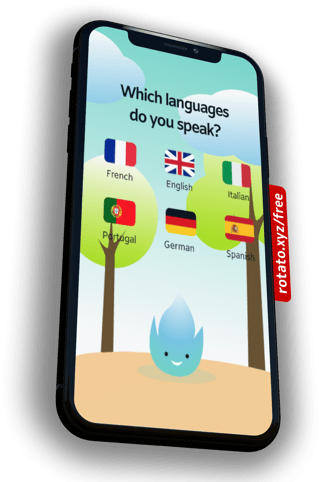 Which languages
do you speak?
French
English
Italian
Portugal
German
Spanish
rotato.xyz/free